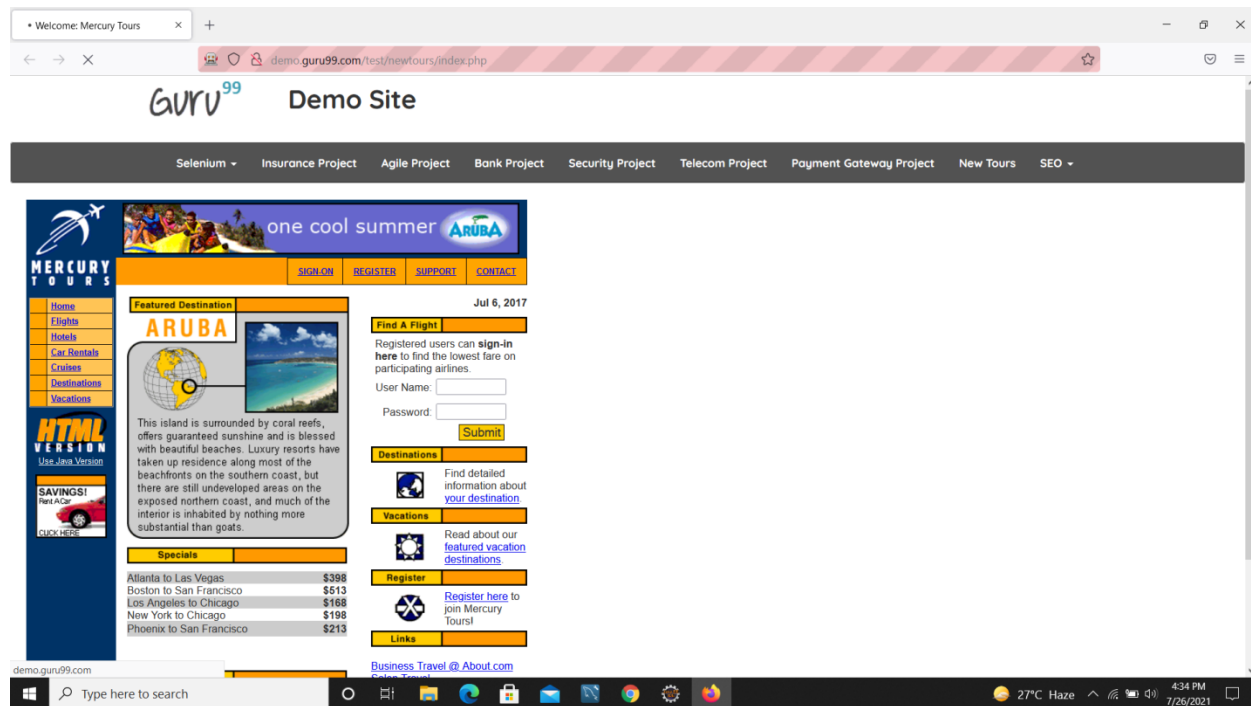 • Welcome: Mercury Tours
demo.guru99.com/test/newtours/index.php
Guru99
Demo Site
Selenium
Insurance Project
Agile Project
Bank Project
Security Project
Telecom Project
Payment Gateway Project
New Tours
SEO
MERCURY
TOURS
one cool summer
ARUBA
SIGN-ON
REGISTER
SUPPORT
CONTACT
Home
Flights
Hotels
Car Rentals
Cruises
Destinations
Vacations
HTML
VERSION
Use Java Version
SAVINGS!
Rent A Car
CLICK HERE
Featured Destination
ARUBA
This island is surrounded by coral reefs,
offers guaranteed sunshine and is blessed
with beautiful beaches. Luxury resorts have
taken up residence along most of the
beachfronts on the southern coast, but
there are still undeveloped areas on the
exposed northern coast, and much of the
interior is inhabited by nothing more
substantial than goats.
Specials
Atlanta to Las Vegas $398
Boston to San Francisco $513
Los Angeles to Chicago $168
New York to Chicago $198
Phoenix to San Francisco $213
Jul 6, 2017
Find A Flight
Registered users can sign-in
here to find the lowest fare on
participating airlines.
User Name:
Password:
Submit
Destinations
Find detailed
information about
your destination.
Vacations
Read about our
featured vacation
destinations.
Register
Register here to
join Mercury
Tours!
Links
Business Travel @ About.com
Salon Travel
demo.guru99.com
Type here to search
27°C Haze
4:34 PM
7/26/2021